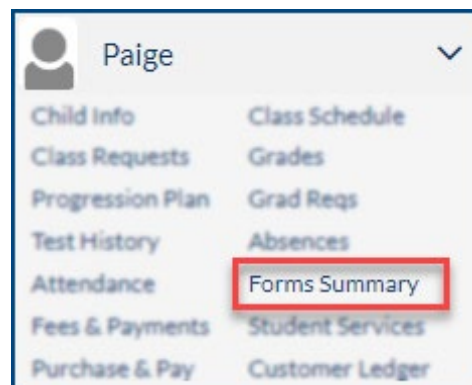 Paige
Child Info Class Schedule
Class Requests Grades
Progression Plan Grad Reqs
Test History Absences
Attendance Forms Summary
Fees & Payments Student Services
Purchase & Pay Customer Ledger